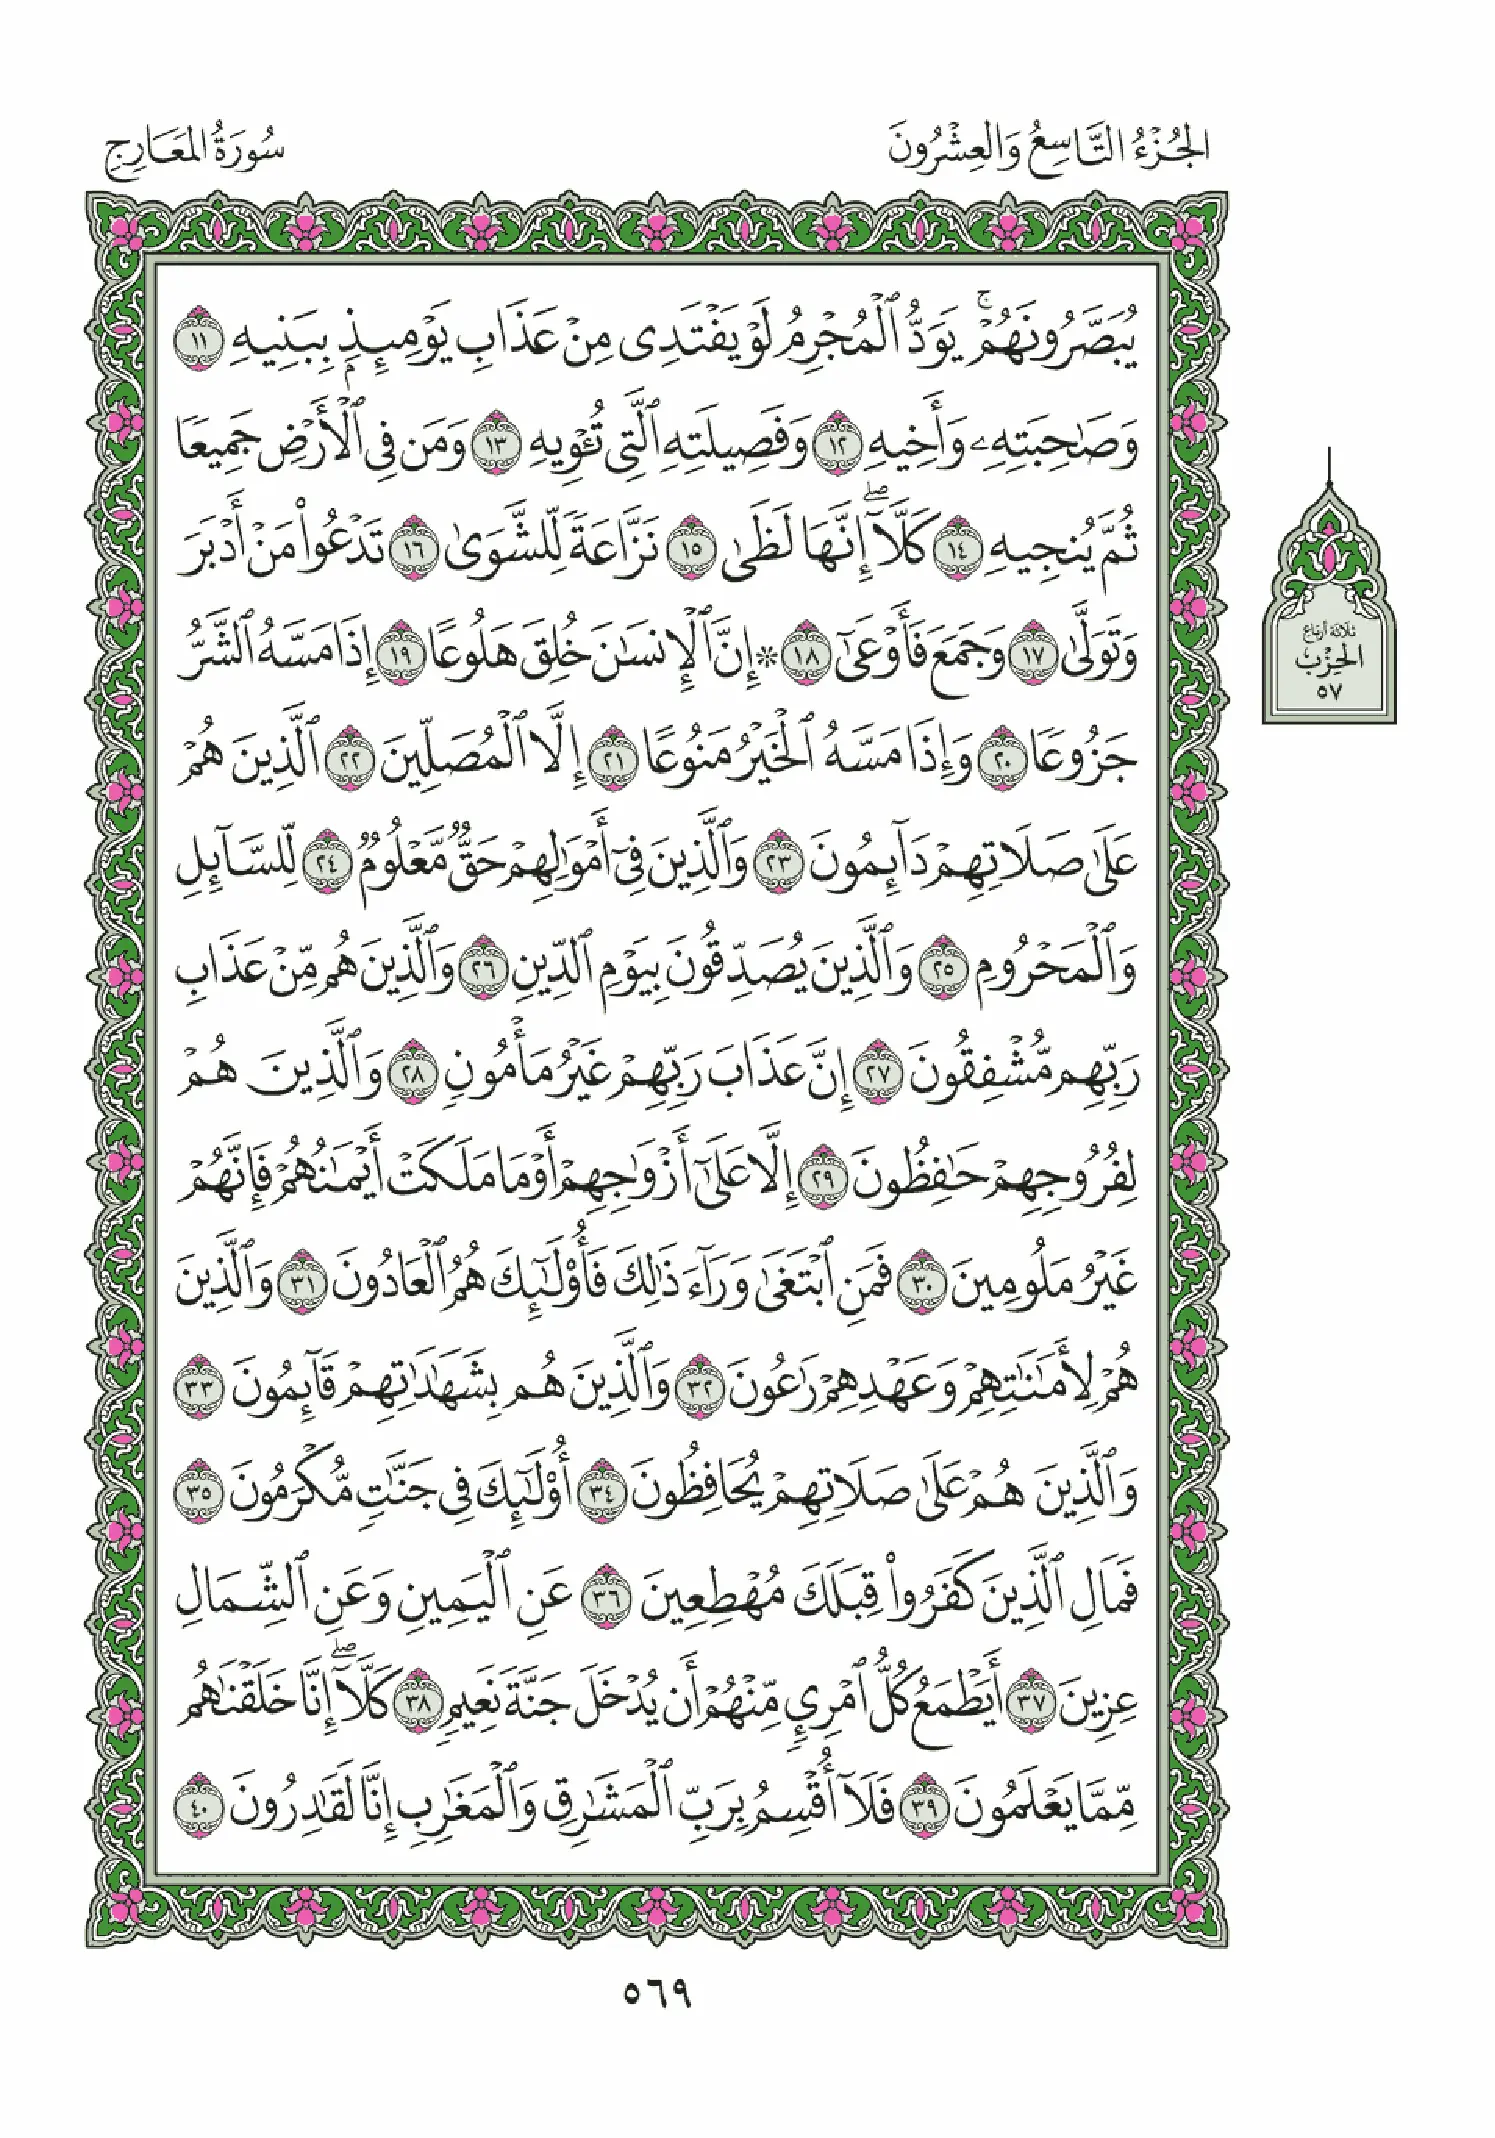 الجُزْءُ التَّاسِعُ وَالعِشْرُونَ
سُورَةُ المَعَارِجِ
يُبَصَّرُونَهُمْۚ يَوَدُّ ٱلْمُجْرِمُ لَوْ يَفْتَدِى مِنْ عَذَابِ يَوْمِئِذِۭ بِبَنِيهِ ١١
وَصَٰحِبَتِهِۦ وَأَخِيهِ ١٢ وَفَصِيلَتِهِ ٱلَّتِى تُـْٔوِيهِ ١٣ وَمَن فِى ٱلْأَرْضِ جَمِيعًا
ثُمَّ يُنجِيهِ ١٤ كَلَّآۖ إِنَّهَا لَظَىٰ ١٥ نَزَّاعَةً لِّلشَّوَىٰ ١٦ تَدْعُوا۟ مَنْ أَدْبَرَ
وَتَوَلَّىٰ ١٧ وَجَمَعَ فَأَوْعَىٰٓ ١٨ ۞ إِنَّ ٱلْإِنسَٰنَ خُلِقَ هَلُوعًا ١٩ إِذَا مَسَّهُ ٱلشَّرُّ
جَزُوعًا ٢٠ وَإِذَا مَسَّهُ ٱلْخَيْرُ مَنُوعًا ٢١ إِلَّا ٱلْمُصَلِّينَ ٢٢ ٱلَّذِينَ هُمْ
عَلَىٰ صَلَاتِهِمْ دَآئِمُونَ ٢٣ وَٱلَّذِينَ فِىٓ أَمْوَٰلِهِمْ حَقٌّ مَّعْلُومٌ ٢٤ لِّلسَّآئِلِ
وَٱلْمَحْرُومِ ٢٥ وَٱلَّذِينَ يُصَدِّقُونَ بِيَوْمِ ٱلدِّينِ ٢٦ وَٱلَّذِينَ هُم مِّنْ عَذَابِ
رَبِّهِم مُّشْفِقُونَ ٢٧ إِنَّ عَذَابَ رَبِّهِمْ غَيْرُ مَأْمُونٍ ٢٨ وَٱلَّذِينَ هُمْ
لِفُرُوجِهِمْ حَٰفِظُونَ ٢٩ إِلَّا عَلَىٰٓ أَزْوَٰجِهِمْ أَوْ مَا مَلَكَتْ أَيْمَٰنُهُمْ فَإِنَّهُمْ
غَيْرُ مَلُومِينَ ٣٠ فَمَنِ ٱبْتَغَىٰ وَرَآءَ ذَٰلِكَ فَأُو۟لَٰٓئِكَ هُمُ ٱلْعَادُونَ ٣١ وَٱلَّذِينَ
هُمْ لِأَمَٰنَٰتِهِمْ وَعَهْدِهِمْ رَٰعُونَ ٣٢ وَٱلَّذِينَ هُم بِشَهَٰدَٰتِهِمْ قَآئِمُونَ ٣٣
وَٱلَّذِينَ هُمْ عَلَىٰ صَلَاتِهِمْ يُحَافِظُونَ ٣٤ أُو۟لَٰٓئِكَ فِى جَنَّٰتٍ مُّكْرَمُونَ ٣٥
فَمَالِ ٱلَّذِينَ كَفَرُوا۟ قِبَلَكَ مُهْطِعِينَ ٣٦ عَنِ ٱلْيَمِينِ وَعَنِ ٱلشِّمَالِ
عِزِينَ ٣٧ أَيَطْمَعُ كُلُّ ٱمْرِئٍ مِّنْهُمْ أَن يُدْخَلَ جَنَّةَ نَعِيمٍ ٣٨ كَلَّآۖ إِنَّا خَلَقْنَٰهُم
مِّمَّا يَعْلَمُونَ ٣٩ فَلَآ أُقْسِمُ بِرَبِّ ٱلْمَشَٰرِقِ وَٱلْمَغَٰرِبِ إِنَّا لَقَٰدِرُونَ ٤٠
ثَلَاثَة أرباع
الحِزْب
٥٧
٥٦٩